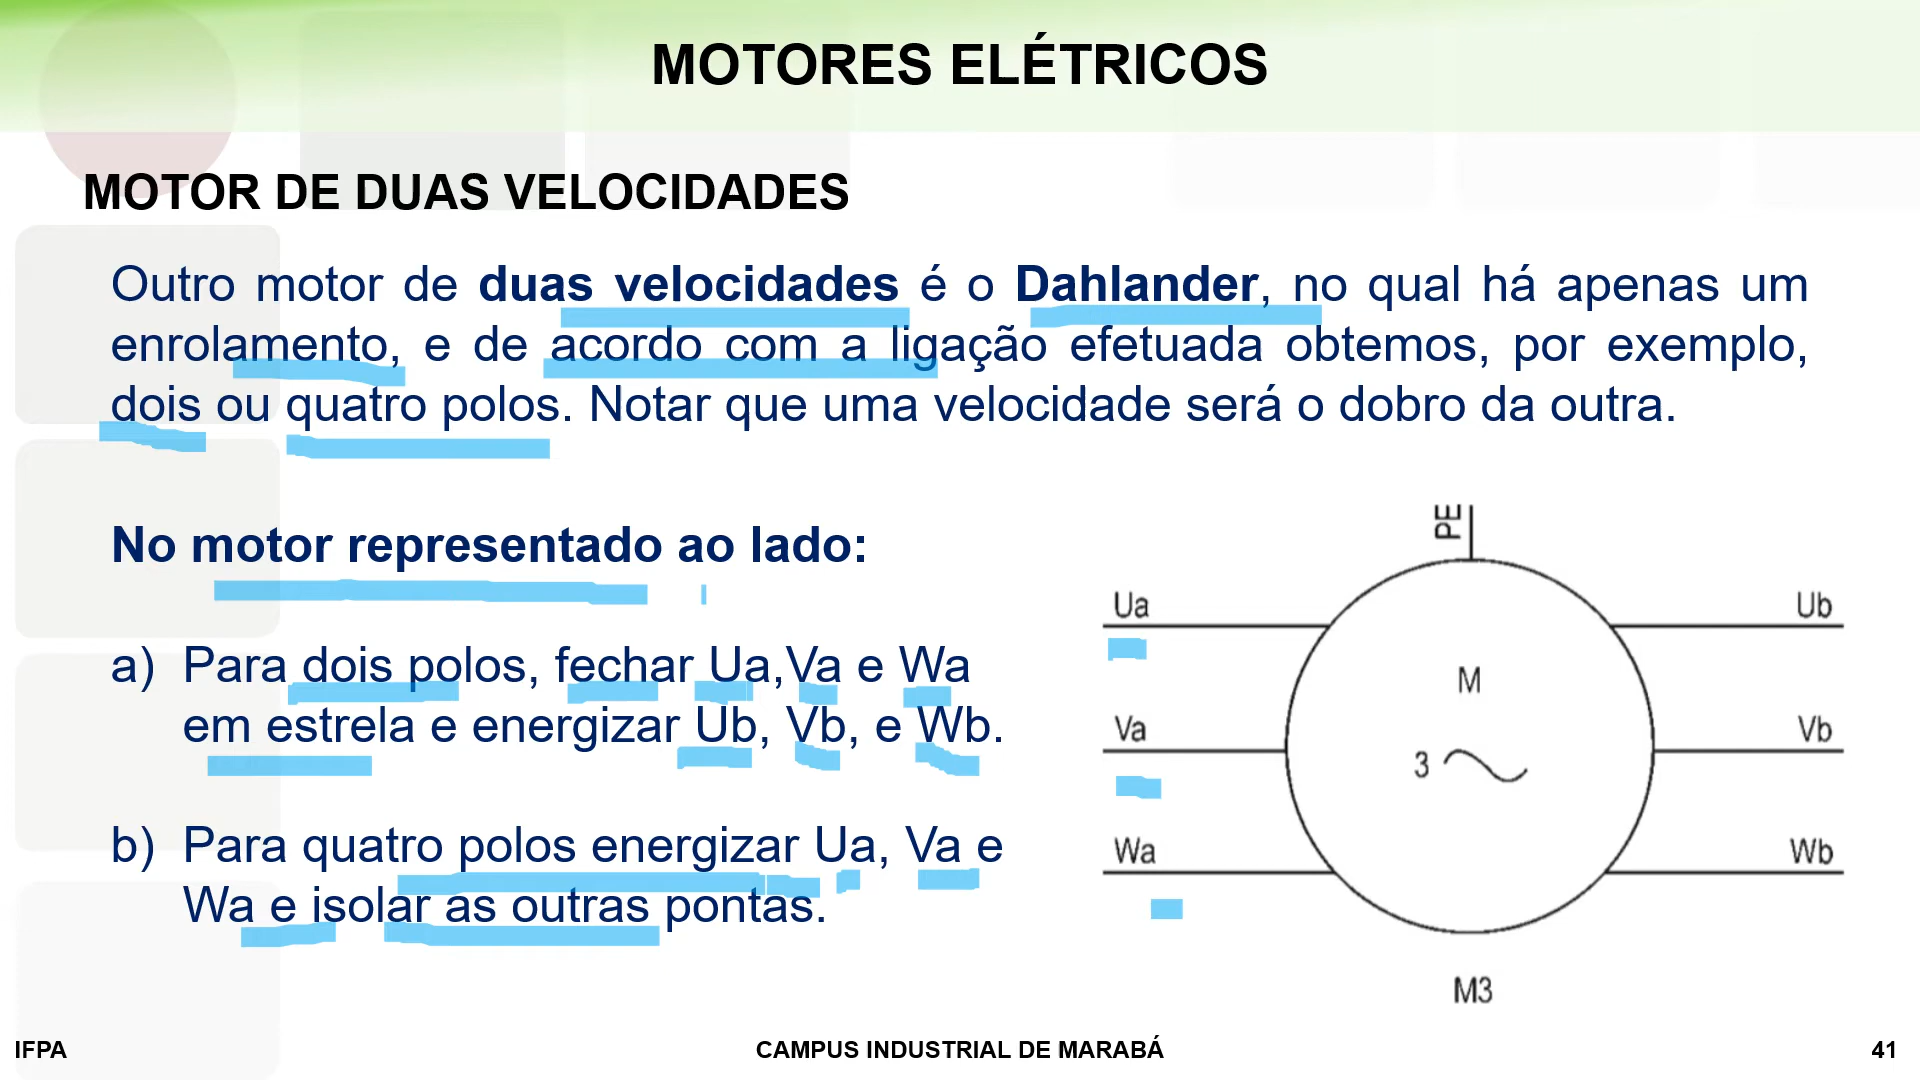 MOTORES ELÉTRICOS
MOTOR DE DUAS VELOCIDADES
Outro motor de duas velocidades é o Dahlander, no qual há apenas um
enrolamento, e de acordo com a ligação efetuada obtemos, por exemplo,
dois ou quatro polos. Notar que uma velocidade será o dobro da outra.
No motor representado ao lado:
a) Para dois polos, fechar Ua,Va e Wa
em estrela e energizar Ub, Vb, e Wb.
b) Para quatro polos energizar Ua, Va e
Wa e isolar as outras pontas.
PE
Ua
Ub
M
Va
Vb
3
Wa
Wb
M3
IFPA
CAMPUS INDUSTRIAL DE MARABÁ
41